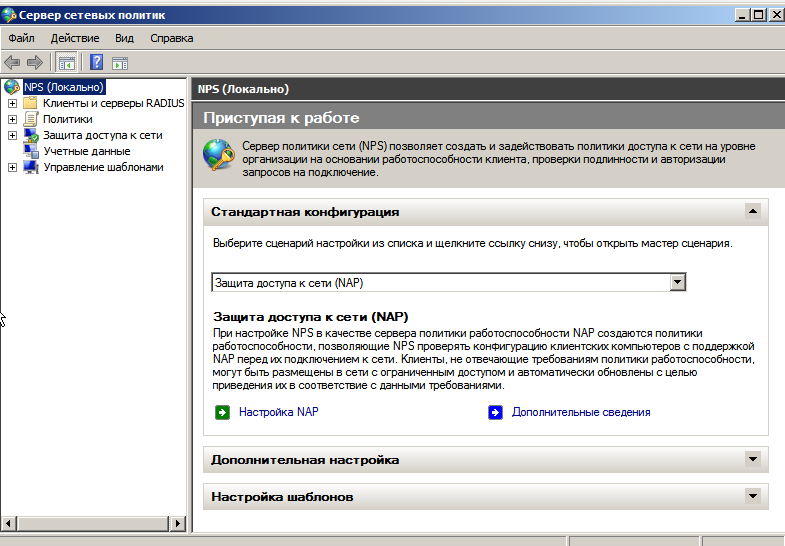 Сервер сетевых политик
Файл Действие Вид Справка
NPS (Локально)
Клиенты и серверы RADIUS
Политики
Защита доступа к сети
Учетные данные
Управление шаблонами
NPS (Локально)
Приступая к работе
Сервер политики сети (NPS) позволяет создать и задействовать политики доступа к сети на уровне
организации на основании работоспособности клиента, проверки подлинности и авторизации
запросов на подключение.
Стандартная конфигурация
Выберите сценарий настройки из списка и щелкните ссылку снизу, чтобы открыть мастер сценария.
Защита доступа к сети (NAP)
Защита доступа к сети (NAP)
При настройке NPS в качестве сервера политики работоспособности NAP создаются политики
работоспособности, позволяющие NPS проверять конфигурацию клиентских компьютеров с поддержкой
NAP перед их подключением к сети. Клиенты, не отвечающие требованиям политики работоспособности,
могут быть размещены в сети с ограниченным доступом и автоматически обновлены с целью
приведения их в соответствие с данными требованиями.
Настройка NAP Дополнительные сведения
Дополнительная настройка
Настройка шаблонов